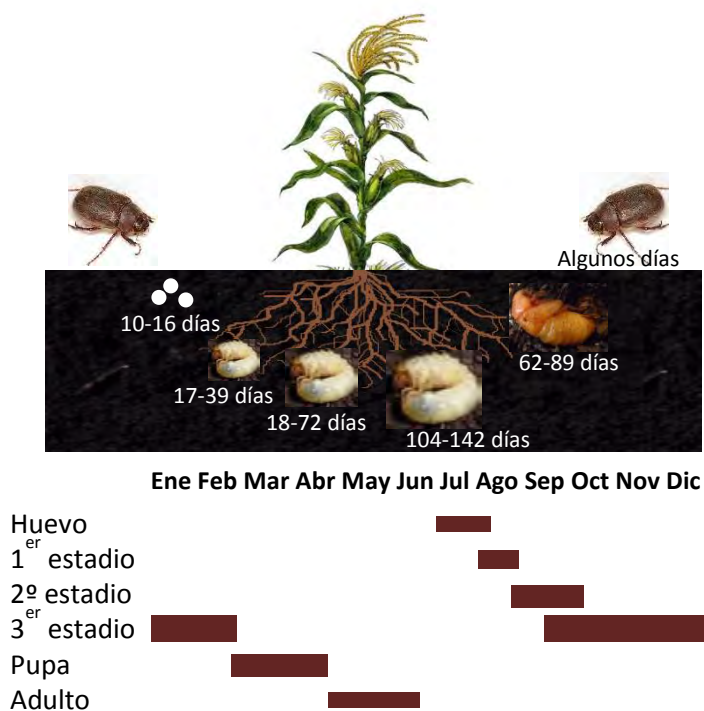 Algunos días
10-16 días
62-89 días
17-39 días
18-72 días
104-142 días
Ene Feb Mar Abr May Jun Jul Ago Sep Oct Nov Dic
Huevo
1er estadio
2º estadio
3er estadio
Pupa
Adulto